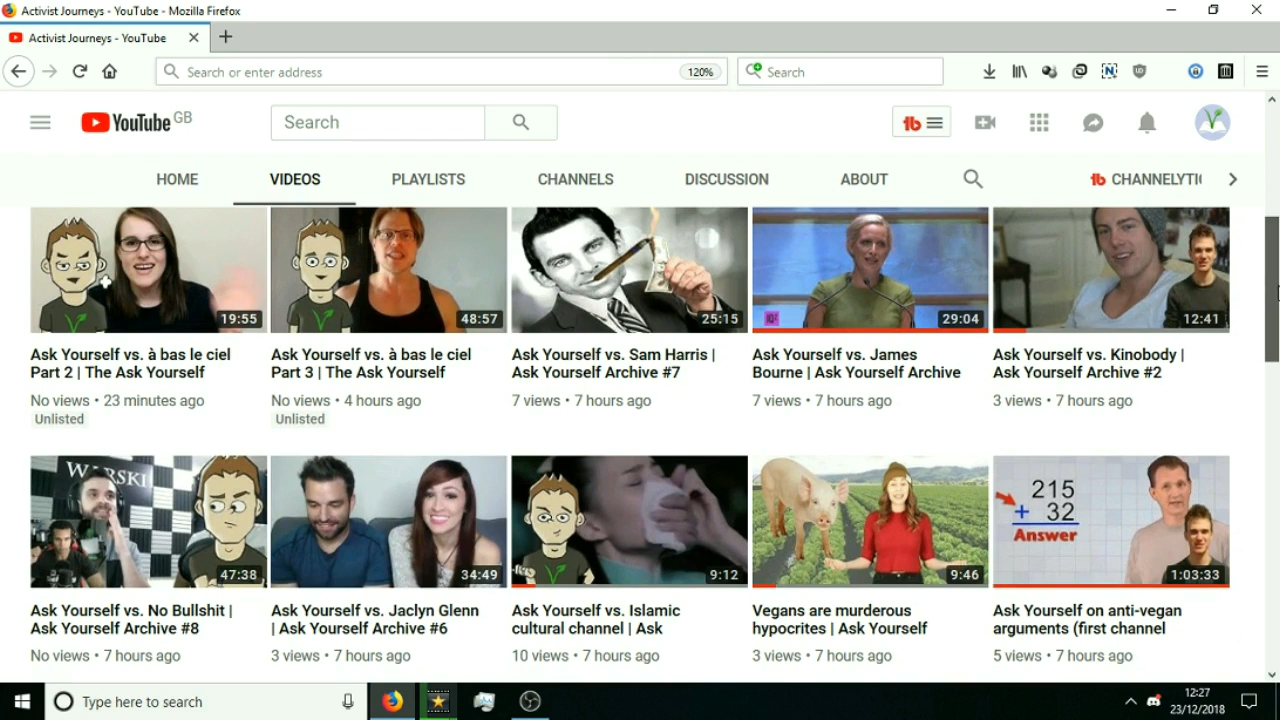 Activist Journeys - YouTube - Mozilla Firefox
Activist Journeys - YouTube
Search or enter address
120%
Search
YouTube GB
Search
HOME
VIDEOS
PLAYLISTS
CHANNELS
DISCUSSION
ABOUT
CHANNELYTI
19:55
48:57
25:15
29:04
12:41
Ask Yourself vs. à bas le ciel
Part 2 | The Ask Yourself
No views • 23 minutes ago
Unlisted
Ask Yourself vs. à bas le ciel
Part 3 | The Ask Yourself
No views • 4 hours ago
Unlisted
Ask Yourself vs. Sam Harris |
Ask Yourself Archive #7
7 views • 7 hours ago
Ask Yourself vs. James
Bourne | Ask Yourself Archive
7 views • 7 hours ago
Ask Yourself vs. Kinobody |
Ask Yourself Archive #2
3 views • 7 hours ago
WARSKI
47:38
34:49
9:12
9:46
215
+ 32
Answer
1:03:33
Ask Yourself vs. No Bullshit |
Ask Yourself Archive #8
No views • 7 hours ago
Ask Yourself vs. Jaclyn Glenn
| Ask Yourself Archive #6
3 views • 7 hours ago
Ask Yourself vs. Islamic
cultural channel | Ask
10 views • 7 hours ago
Vegans are murderous
hypocrites | Ask Yourself
3 views • 7 hours ago
Ask Yourself on anti-vegan
arguments (first channel
5 views • 7 hours ago
Type here to search
12:27
23/12/2018